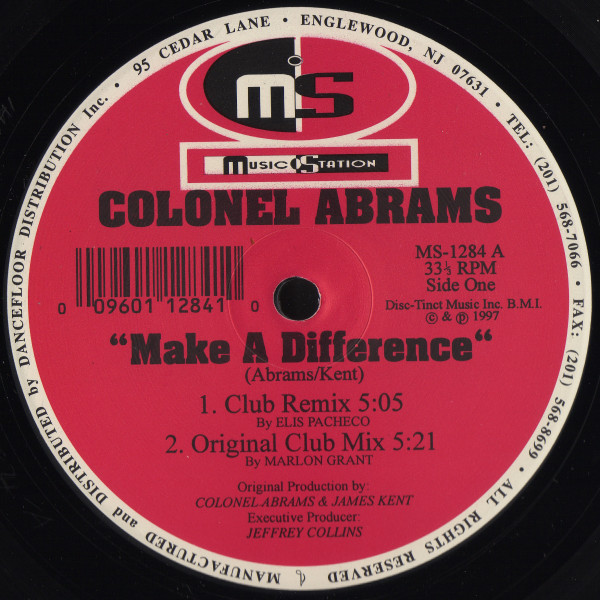 MANUFACTURED and DISTRIBUTED by DANCEFLOOR DISTRIBUTION Inc. • 95 CEDAR LANE • ENGLEWOOD, NJ 07631 • TEL: (201) 568-7066 • FAX: (201) 568-8699 • ALL RIGHTS RESERVED
mS
MUSIC STATION
COLONEL ABRAMS
MS-1284 A
33⅓ RPM
Side One
0 09601 12841 0
Disc-Tinct Music Inc. B.M.I.
© & ℗ 1997
"Make A Difference"
(Abrams/Kent)
1. Club Remix 5:05
By ELIS PACHECO
2. Original Club Mix 5:21
By MARLON GRANT
Original Production by:
COLONEL ABRAMS & JAMES KENT
Executive Producer:
JEFFREY COLLINS